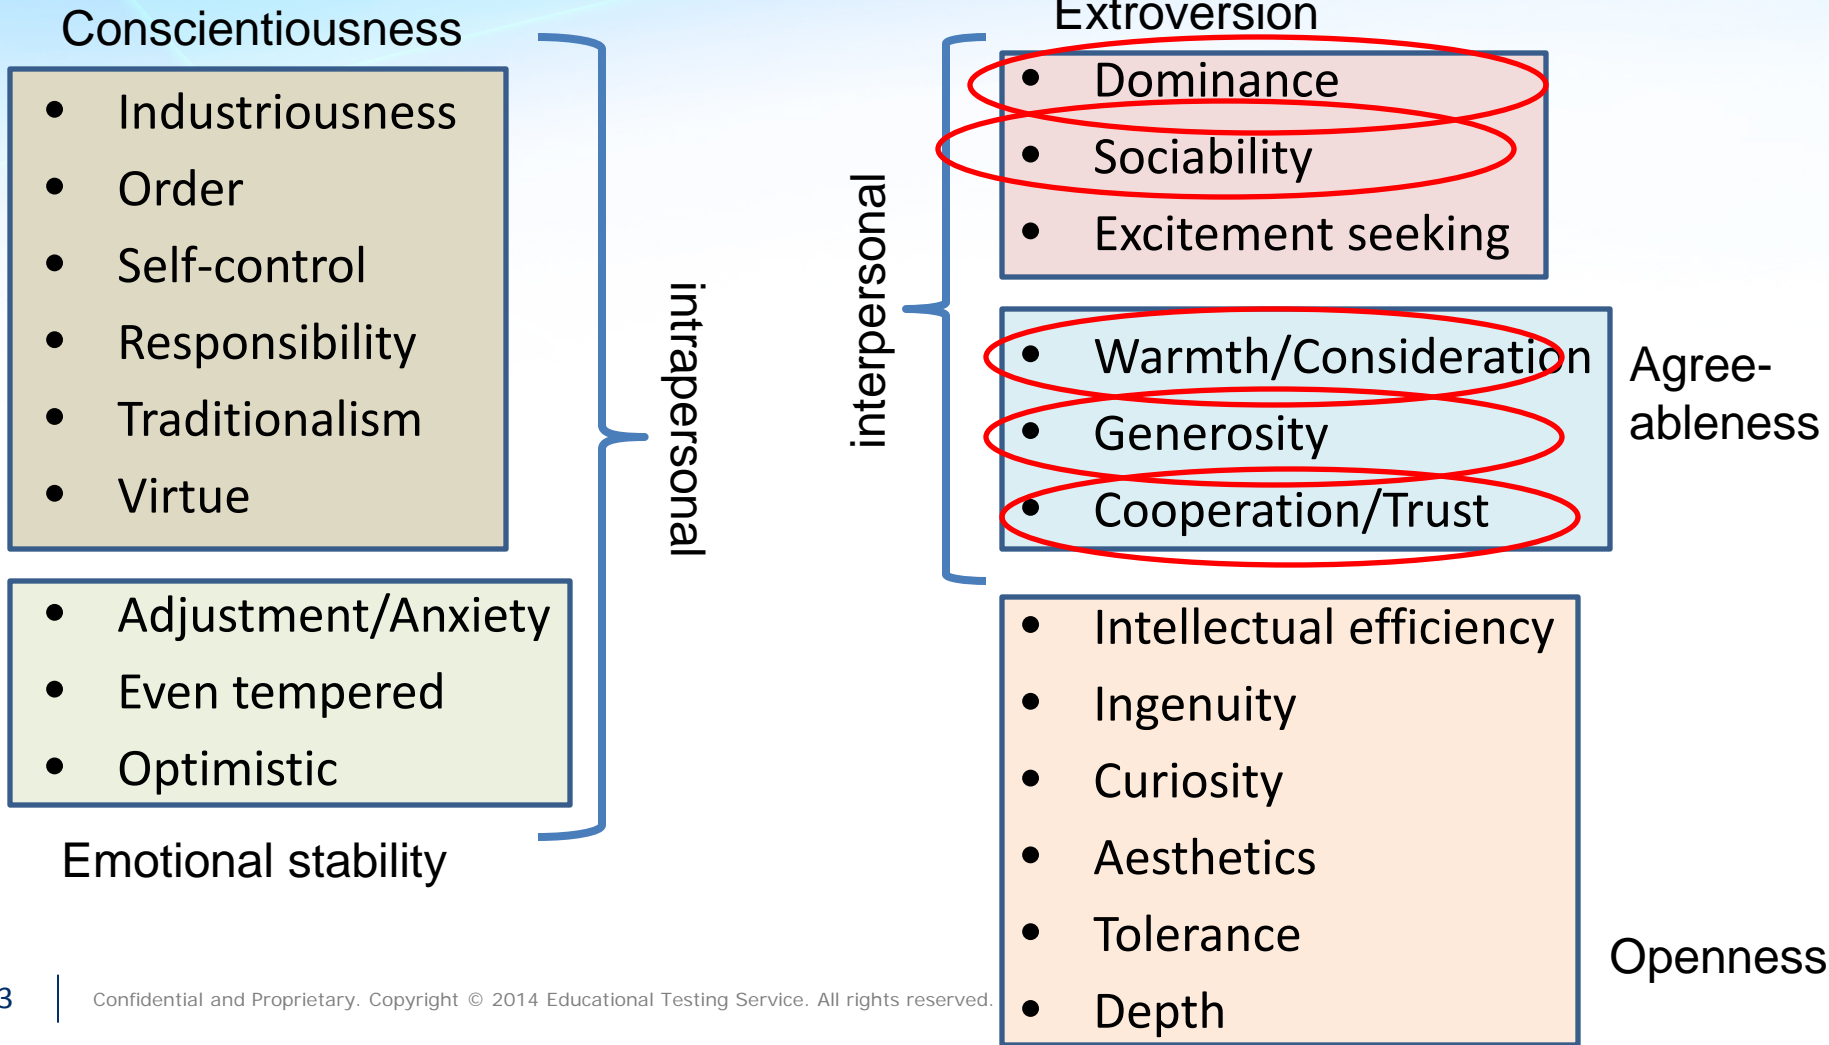 Conscientiousness
• Industriousness
• Order
• Self-control
• Responsibility
• Traditionalism
• Virtue
• Adjustment/Anxiety
• Even tempered
• Optimistic
Emotional stability
intrapersonal
interpersonal
Extroversion
• Dominance
• Sociability
• Excitement seeking
• Warmth/Consideration
• Generosity
• Cooperation/Trust
Agree-
ableness
• Intellectual efficiency
• Ingenuity
• Curiosity
• Aesthetics
• Tolerance
• Depth
Openness
3
Confidential and Proprietary. Copyright © 2014 Educational Testing Service. All rights reserved.